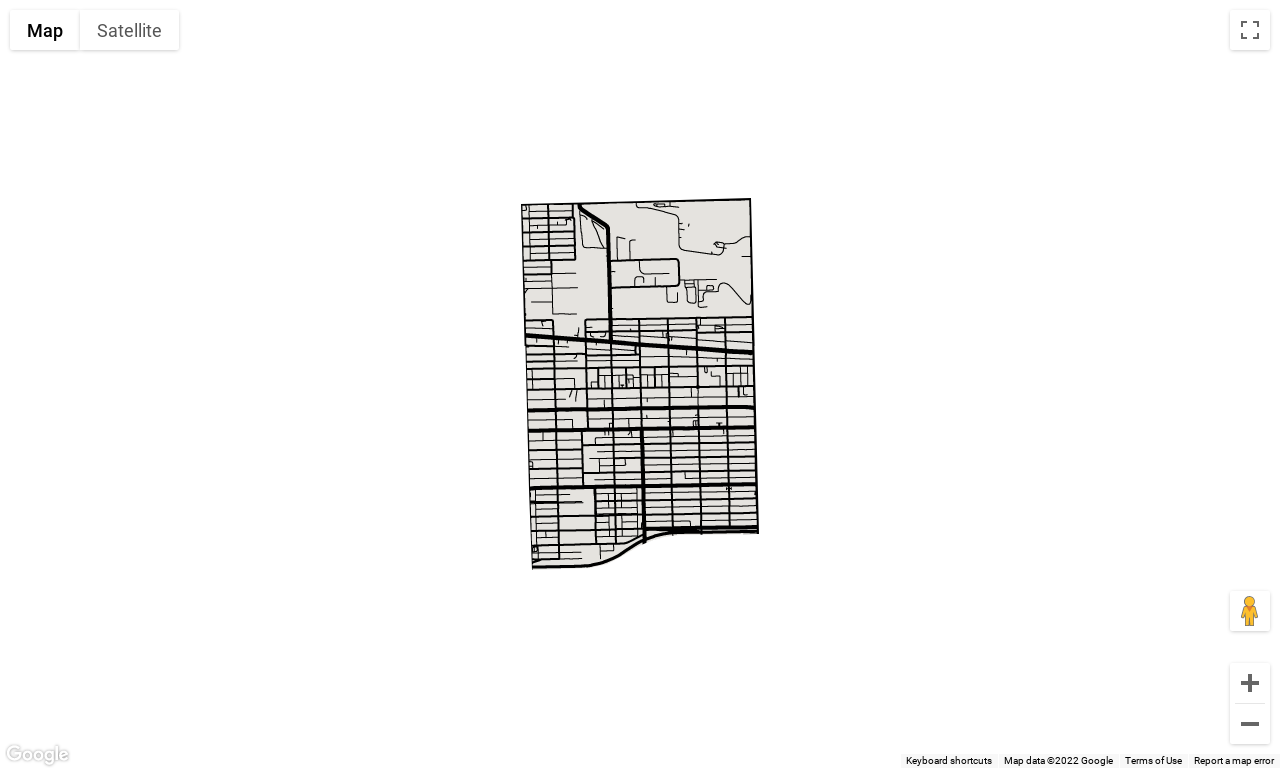 Map
Satellite
Google
Keyboard shortcuts
Map data ©2022 Google
Terms of Use
Report a map error